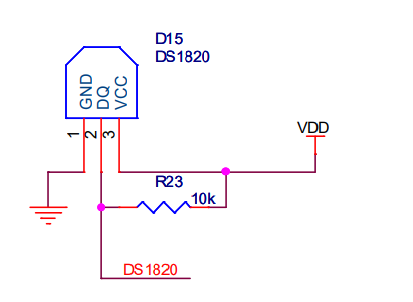 D15
DS1820
GND
DQ
VCC
1
2
3
VDD
R23
10k
DS1820